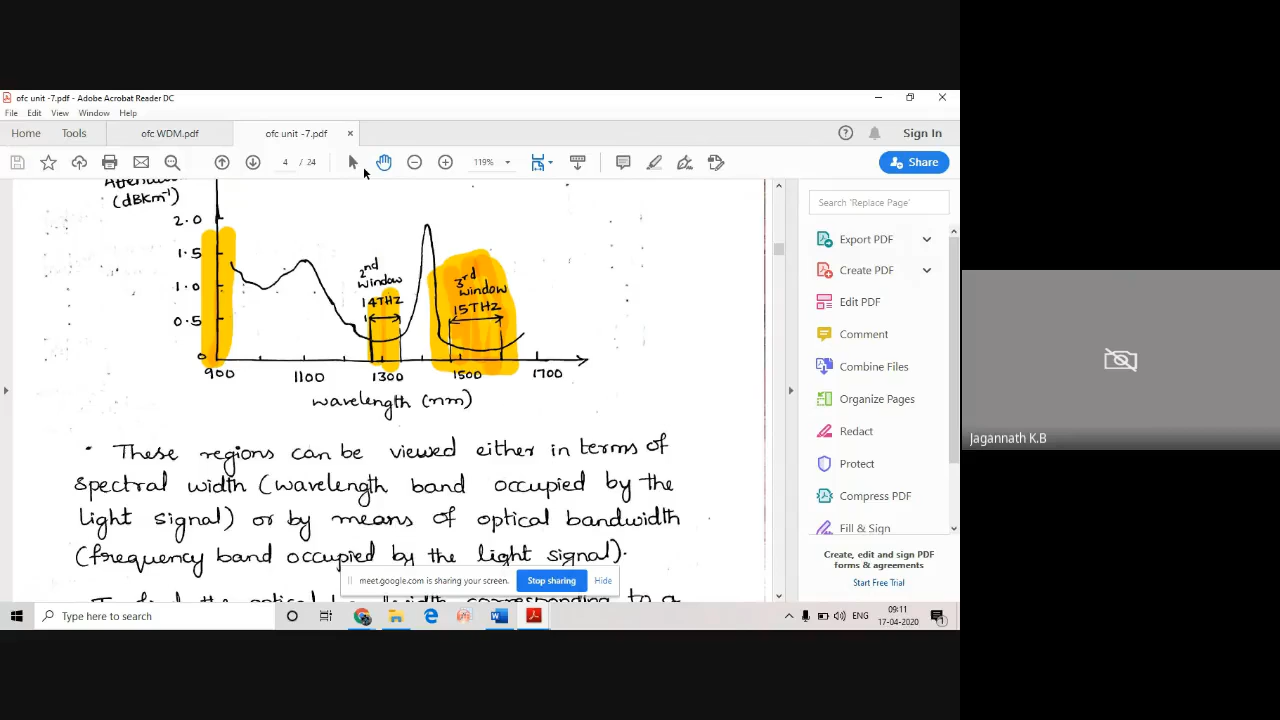 ofc unit -7.pdf - Adobe Acrobat Reader DC
File Edit View Window Help
Home Tools ofc WDM.pdf ofc unit -7.pdf × Sign In
4 / 24 119% Share
(dBKm-1)
2.0
1.5
1.0
0.5
0
2nd
window
14THZ
3rd
window
15THZ
900 1100 1300 1500 1700
wavelength (nm)
· These regions can be viewed either in terms of
spectral width (wavelength band occupied by the
light signal) or by means of optical bandwidth
(frequency band occupied by the light signal).
the optical corresponding to a
Search 'Replace Page'
Export PDF
Create PDF
Edit PDF
Comment
Combine Files
Organize Pages
Redact
Protect
Compress PDF
Fill & Sign
Create, edit and sign PDF
forms & agreements
Start Free Trial
meet.google.com is sharing your screen. Stop sharing Hide
Type here to search
ENG
09:11
17-04-2020
Jagannath K.B